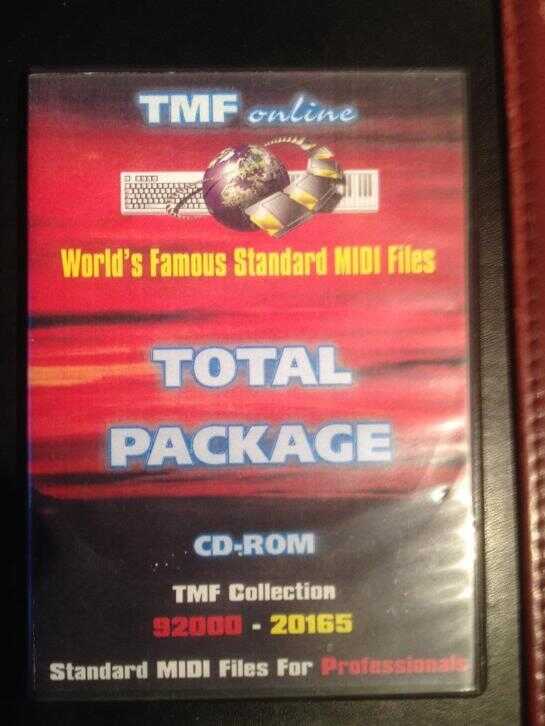 TMF online
World's Famous Standard MIDI Files
TOTAL
PACKAGE
CD-ROM
TMF Collection
92000 - 20165
Standard MIDI Files For Professionals